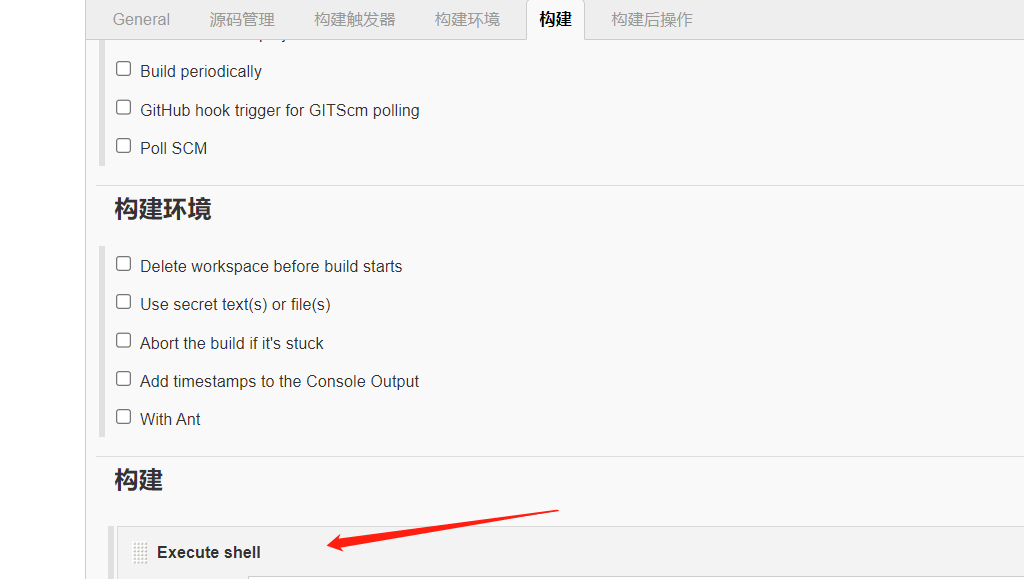 General 源码管理 构建触发器 构建环境 构建 构建后操作
Build periodically
GitHub hook trigger for GITScm polling
Poll SCM
构建环境
Delete workspace before build starts
Use secret text(s) or file(s)
Abort the build if it's stuck
Add timestamps to the Console Output
With Ant
构建
Execute shell